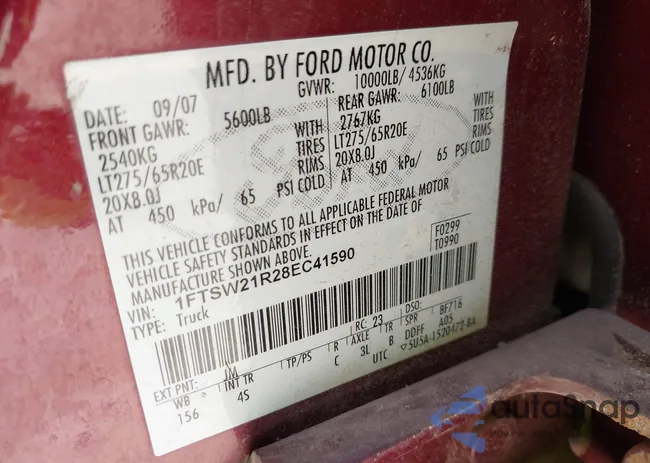 MFD. BY FORD MOTOR CO.
DATE: 09/07 GVWR: 10000LB/ 4536KG
FRONT GAWR: 5600LB REAR GAWR: 6100LB
2540KG WITH 2767KG WITH
LT275/65R20E TIRES LT275/65R20E TIRES
20X8.0J RIMS 20X8.0J RIMS
AT 450 kPa/ 65 PSI COLD AT 450 kPa/ 65 PSI COLD
THIS VEHICLE CONFORMS TO ALL APPLICABLE FEDERAL MOTOR
VEHICLE SAFETY STANDARDS IN EFFECT ON THE DATE OF
MANUFACTURE SHOWN ABOVE.
F0299
T0990
VIN: 1FTSW21R28EC41590
TYPE: Truck
EXT PNT: JM RC: 23 DSO:
WB INT TR TP/PS R AXLE TR SPR 8F716
156 4S C 3L B DDFF A05
UTC 5U5A-1520472-BA
autoSnap